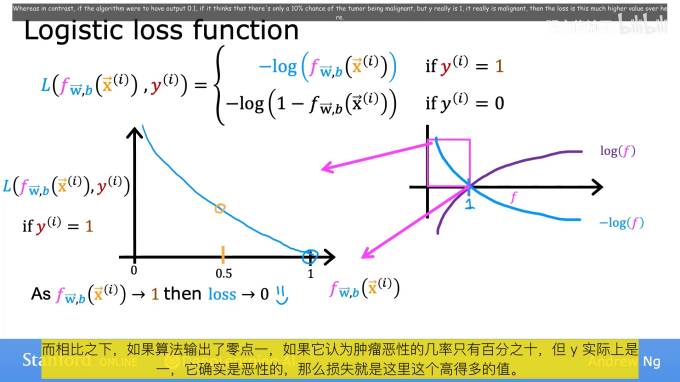 Whereas in contrast, if the algorithm were to have output 0.1, if it thinks that there's only a 10% chance of the tumor being malignant, but y really is 1, it really is malignant, then the loss is this much higher value over he
re.
Logistic loss function
bilibili
L(f_{w⃗,b}(x⃗^{(i)}), y^{(i)}) = { −log(f_{w⃗,b}(x⃗^{(i)})) if y^{(i)} = 1
−log(1 − f_{w⃗,b}(x⃗^{(i)})) if y^{(i)} = 0
log(f)
L(f_{w⃗,b}(x⃗^{(i)}), y^{(i)})
if y^{(i)} = 1
f
1
−log(f)
0 0.5 1
As f_{w⃗,b}(x⃗^{(i)}) → 1 then loss → 0
f_{w⃗,b}(x⃗^{(i)})
而相比之下，如果算法输出了零点一，如果它认为肿瘤恶性的几率只有百分之十，但 y 实际上是
一，它确实是恶性的，那么损失就是这里这个高得多的值。
Stanford ONLINE
Andrew Ng